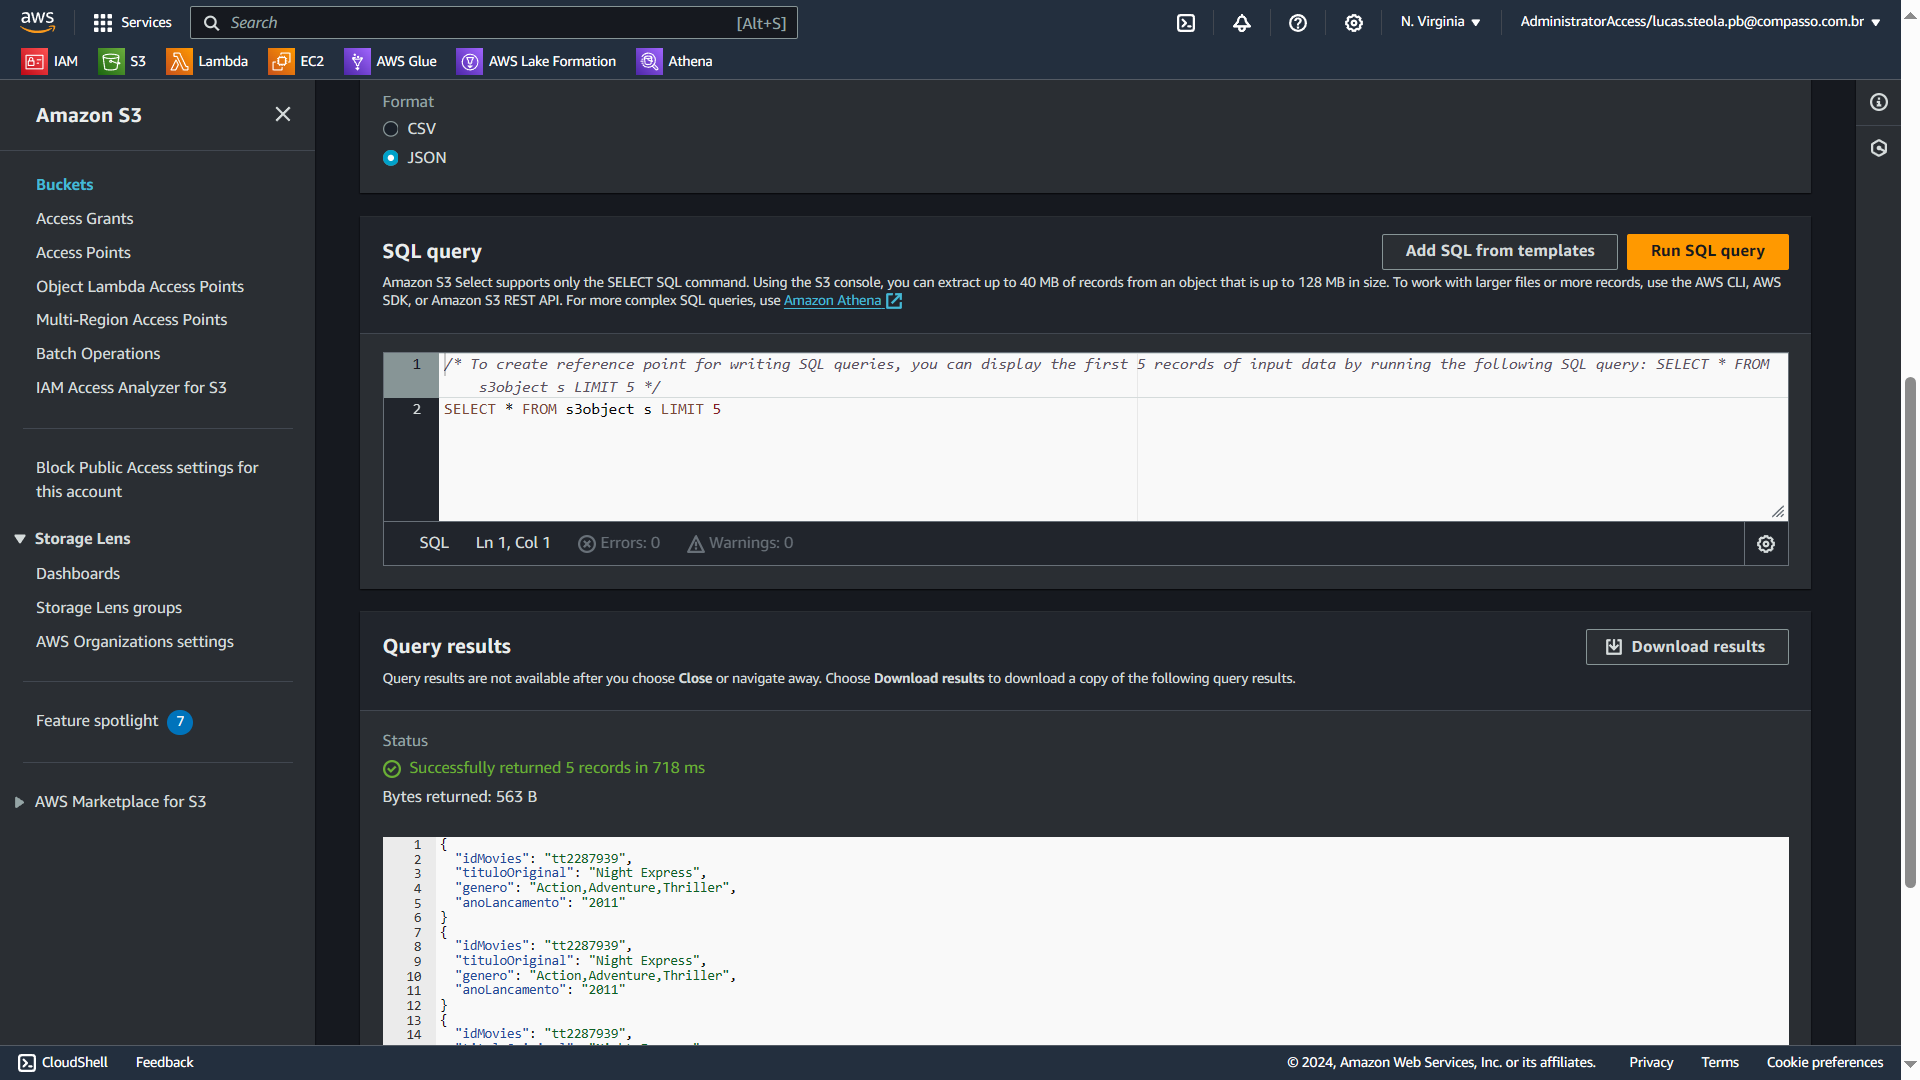 aws
Services
Search
[Alt+S]
N. Virginia
AdministratorAccess/lucas.steola.pb@compasso.com.br
IAM
S3
Lambda
EC2
AWS Glue
AWS Lake Formation
Athena
Amazon S3
Buckets
Access Grants
Access Points
Object Lambda Access Points
Multi-Region Access Points
Batch Operations
IAM Access Analyzer for S3
Block Public Access settings for
this account
Storage Lens
Dashboards
Storage Lens groups
AWS Organizations settings
Feature spotlight 7
AWS Marketplace for S3
Format
CSV
JSON
SQL query
Add SQL from templates
Run SQL query
Amazon S3 Select supports only the SELECT SQL command. Using the S3 console, you can extract up to 40 MB of records from an object that is up to 128 MB in size. To work with larger files or more records, use the AWS CLI, AWS
SDK, or Amazon S3 REST API. For more complex SQL queries, use Amazon Athena
1 /* To create reference point for writing SQL queries, you can display the first 5 records of input data by running the following SQL query: SELECT * FROM
s3object s LIMIT 5 */
2 SELECT * FROM s3object s LIMIT 5
SQL Ln 1, Col 1 Errors: 0 Warnings: 0
Query results
Download results
Query results are not available after you choose Close or navigate away. Choose Download results to download a copy of the following query results.
Status
Successfully returned 5 records in 718 ms
Bytes returned: 563 B
1 {
2 "idMovies": "tt2287939",
3 "tituloOriginal": "Night Express",
4 "genero": "Action,Adventure,Thriller",
5 "anoLancamento": "2011"
6 }
7 {
8 "idMovies": "tt2287939",
9 "tituloOriginal": "Night Express",
10 "genero": "Action,Adventure,Thriller",
11 "anoLancamento": "2011"
12 }
13 {
14 "idMovies": "tt2287939",
CloudShell
Feedback
© 2024, Amazon Web Services, Inc. or its affiliates.
Privacy
Terms
Cookie preferences